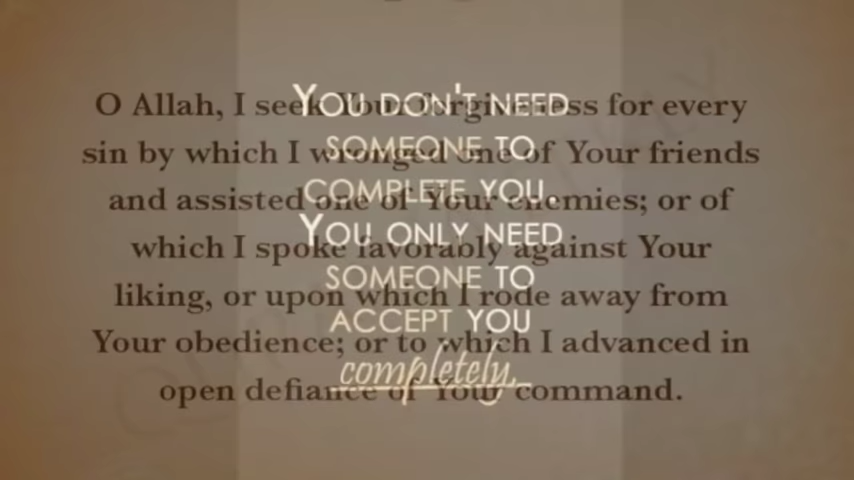 O Allah, I seek Your forgiveness for every
sin by which I wronged one of Your friends
and assisted one of Your enemies; or of
which I spoke favorably against Your
liking, or upon which I rode away from
Your obedience; or to which I advanced in
open defiance of Your command.
YOU DON'T NEED
SOMEONE TO
COMPLETE YOU.
YOU ONLY NEED
SOMEONE TO
ACCEPT YOU
completely.